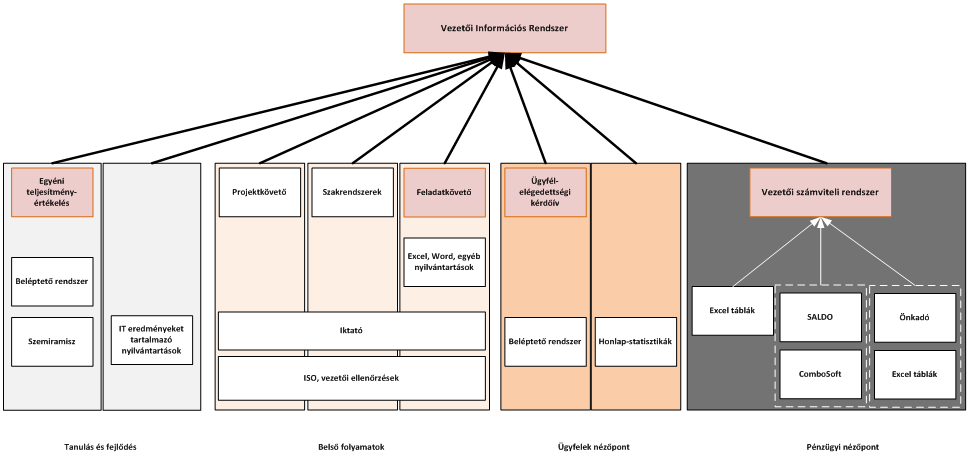 Vezetői Információs Rendszer
Egyéni
teljesítmény-
értékelés
Beléptető rendszer
Szemiramisz
IT eredményeket
tartalmazó
nyilvántartások
Projektkövető
Szakrendszerek
Feladatkövető
Excel, Word, egyéb
nyilvántartások
Iktató
ISO, vezetői ellenőrzések
Ügyfél-
elégedettségi
kérdőív
Beléptető rendszer
Honlap-statisztikák
Vezetői számviteli rendszer
Excel táblák
SALDO
Önkadó
ComboSoft
Excel táblák
Tanulás és fejlődés
Belső folyamatok
Ügyfelek nézőpont
Pénzügyi nézőpont